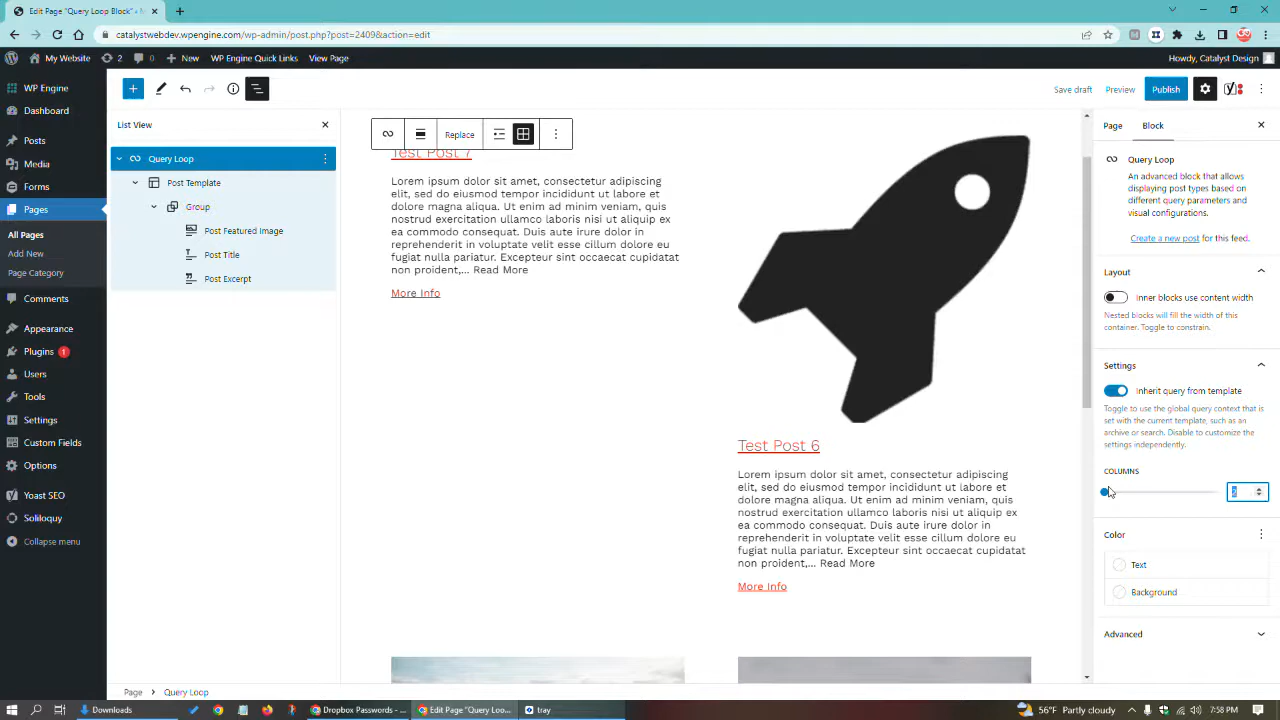 Edit Page "Query Loop Block" ‹
catalystwebdev.wpengine.com/wp-admin/post.php?post=2409&action=edit
My Website
2
0
New
WP Engine Quick Links
View Page
Howdy, Catalyst Design
WP Engine
Dashboard
Posts
Media
Forms
Pages
All Pages
Add New
Page Category
Comments
Appearance
Plugins 1
Users
Tools
Settings
Custom Fields
Options
Yoast SEO
Soliloquy
Collapse menu
Save draft
Preview
Publish
List View
Query Loop
Post Template
Group
Post Featured Image
Post Title
Post Excerpt
Replace
Test Post 7
Lorem ipsum dolor sit amet, consectetur adipiscing
elit, sed do eiusmod tempor incididunt ut labore et
dolore magna aliqua. Ut enim ad minim veniam, quis
nostrud exercitation ullamco laboris nisi ut aliquip
ex ea commodo consequat. Duis aute irure dolor in
reprehenderit in voluptate velit esse cillum dolore eu
fugiat nulla pariatur. Excepteur sint occaecat cupidatat
non proident,... Read More
More Info
Test Post 6
Lorem ipsum dolor sit amet, consectetur adipiscing
elit, sed do eiusmod tempor incididunt ut labore et
dolore magna aliqua. Ut enim ad minim veniam, quis
nostrud exercitation ullamco laboris nisi ut aliquip
ex ea commodo consequat. Duis aute irure dolor in
reprehenderit in voluptate velit esse cillum dolore eu
fugiat nulla pariatur. Excepteur sint occaecat cupidatat
non proident,... Read More
More Info
Page
Block
Query Loop
An advanced block that allows
displaying post types based on
different query parameters and
visual configurations.
Create a new post for this feed.
Layout
Inner blocks use content width
Nested blocks will fill the width of this
container. Toggle to constrain.
Settings
Inherit query from template
Toggle to use the global query context that is
set with the current template, such as an
archive or search. Disable to customize the
settings independently.
COLUMNS
2
Color
Text
Background
Advanced
Page
Query Loop
Downloads
Dropbox Passwords - ...
Edit Page "Query Loo...
tray
56°F Partly cloudy
7:58 PM